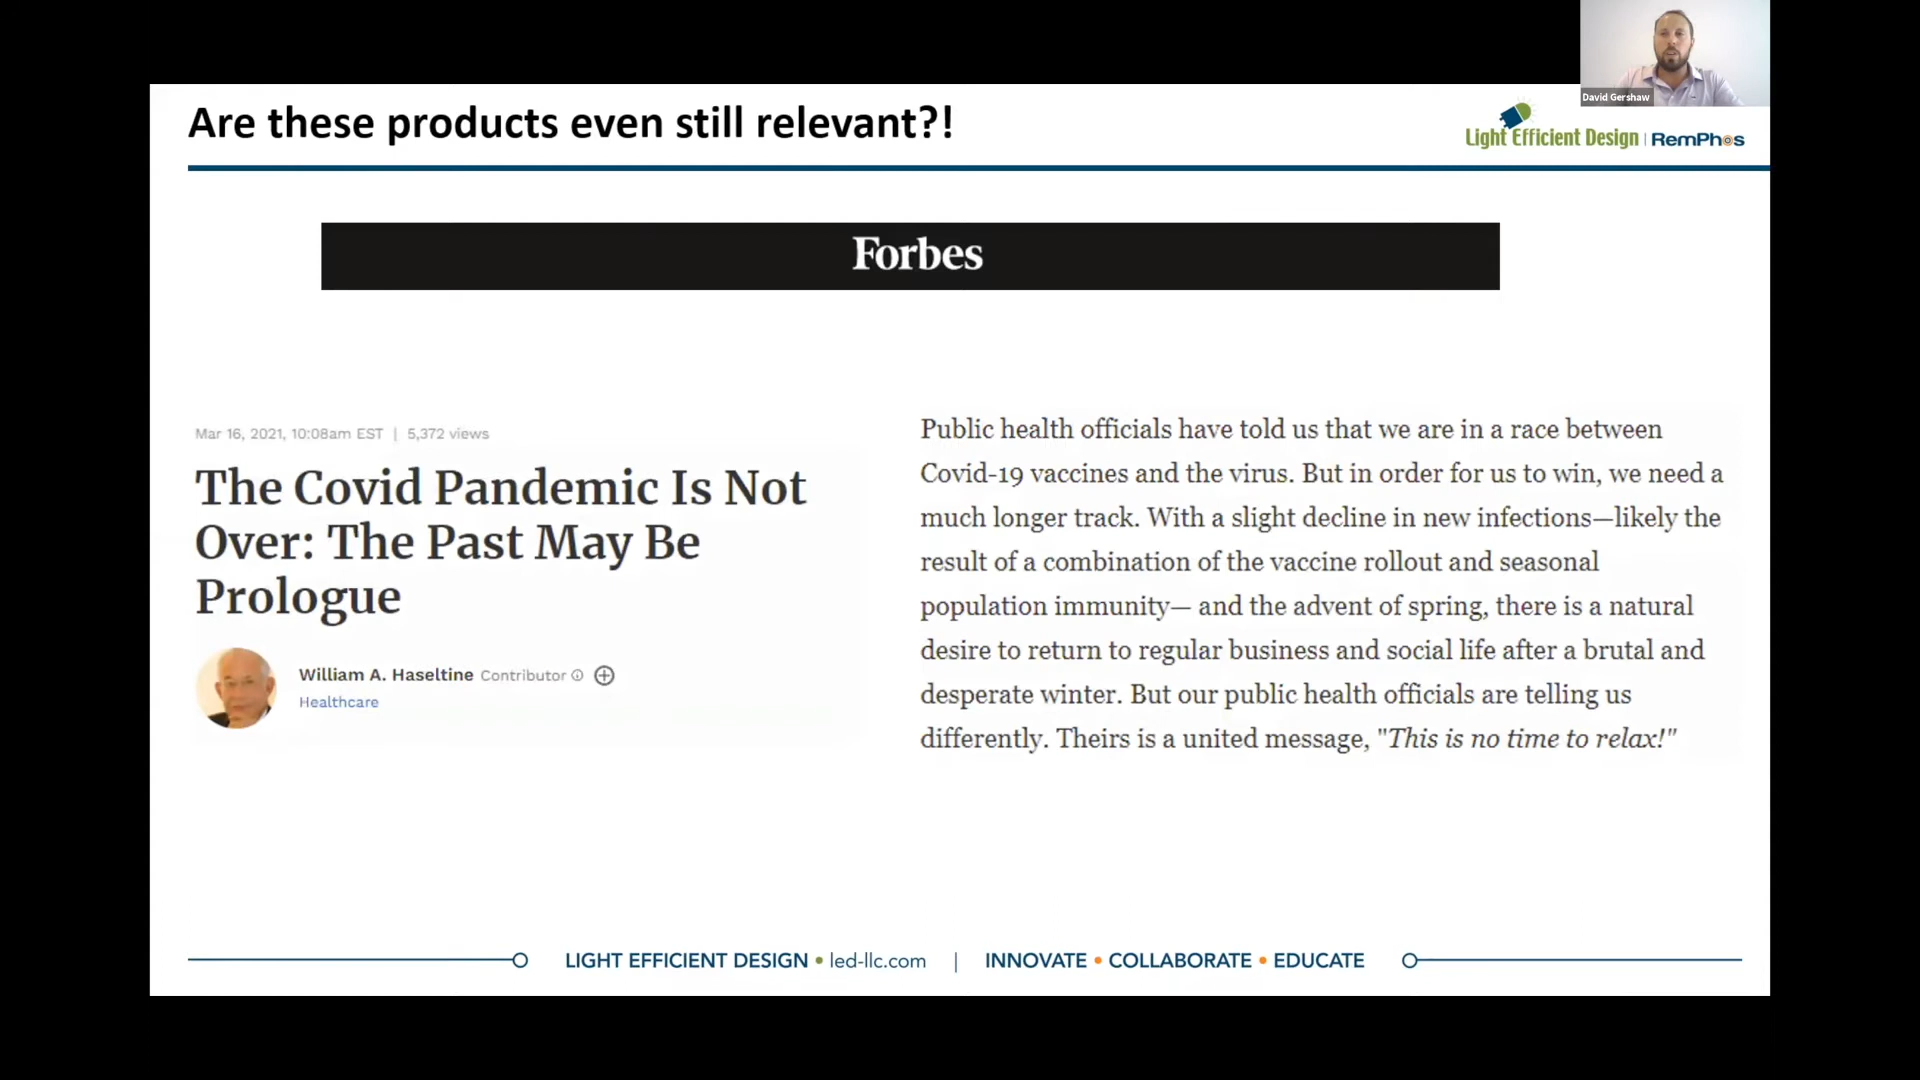 David Gershaw
Are these products even still relevant?!
Light Efficient Design | RemPhos
Forbes
Mar 16, 2021, 10:08am EST | 5,372 views
The Covid Pandemic Is Not
Over: The Past May Be
Prologue
William A. Haseltine Contributor
Healthcare
Public health officials have told us that we are in a race between
Covid-19 vaccines and the virus. But in order for us to win, we need a
much longer track. With a slight decline in new infections—likely the
result of a combination of the vaccine rollout and seasonal
population immunity— and the advent of spring, there is a natural
desire to return to regular business and social life after a brutal and
desperate winter. But our public health officials are telling us
differently. Theirs is a united message, "This is no time to relax!"
LIGHT EFFICIENT DESIGN • led-llc.com | INNOVATE • COLLABORATE • EDUCATE